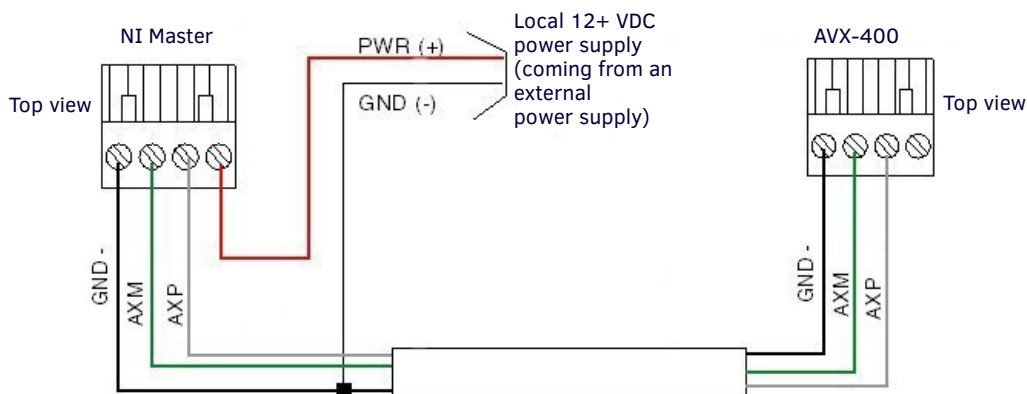 NI Master
Top view
PWR (+)
GND (-)
Local 12+ VDC
power supply
(coming from an
external
power supply)
AVX-400
Top view
GND -
AXM
AXP
GND -
AXM
AXP